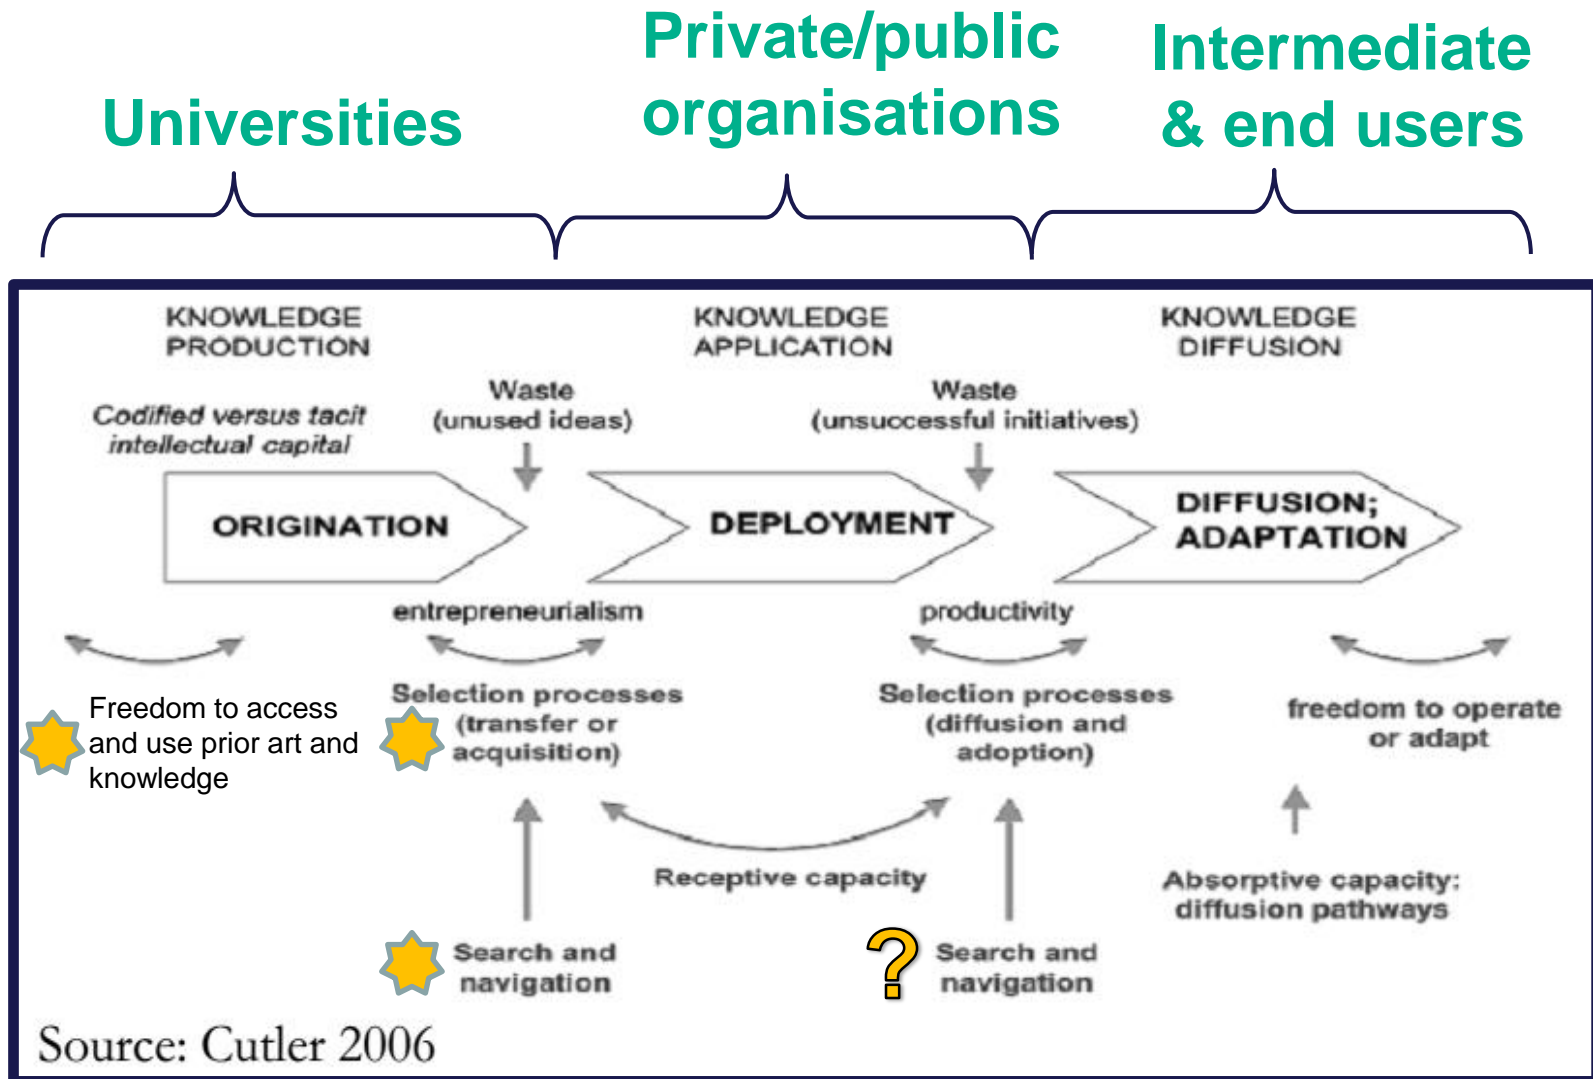 Universities
Private/public
organisations
Intermediate
& end users
KNOWLEDGE
PRODUCTION
KNOWLEDGE
APPLICATION
KNOWLEDGE
DIFFUSION
Codified versus tacit
intellectual capital
Waste
(unused ideas)
Waste
(unsuccessful initiatives)
ORIGINATION
DEPLOYMENT
DIFFUSION;
ADAPTATION
entrepreneurialism
productivity
Freedom to access
and use prior art and
knowledge
Selection processes
(transfer or
acquisition)
Selection processes
(diffusion and
adoption)
freedom to operate
or adapt
Receptive capacity
Absorptive capacity:
diffusion pathways
Search and
navigation
?
Search and
navigation
Source: Cutler 2006